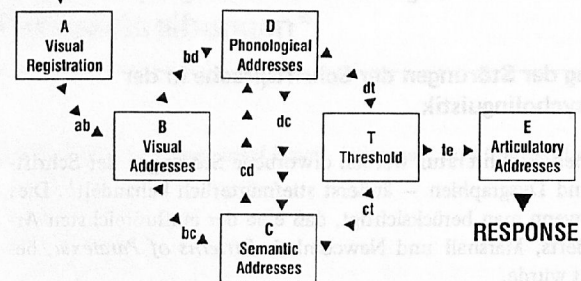 A
Visual
Registration
D
Phonological
Addresses
bd
dt
ab
B
Visual
Addresses
dc
T
Threshold
te
E
Articulatory
Addresses
cd
ct
bc
C
Semantic
Addresses
RESPONSE